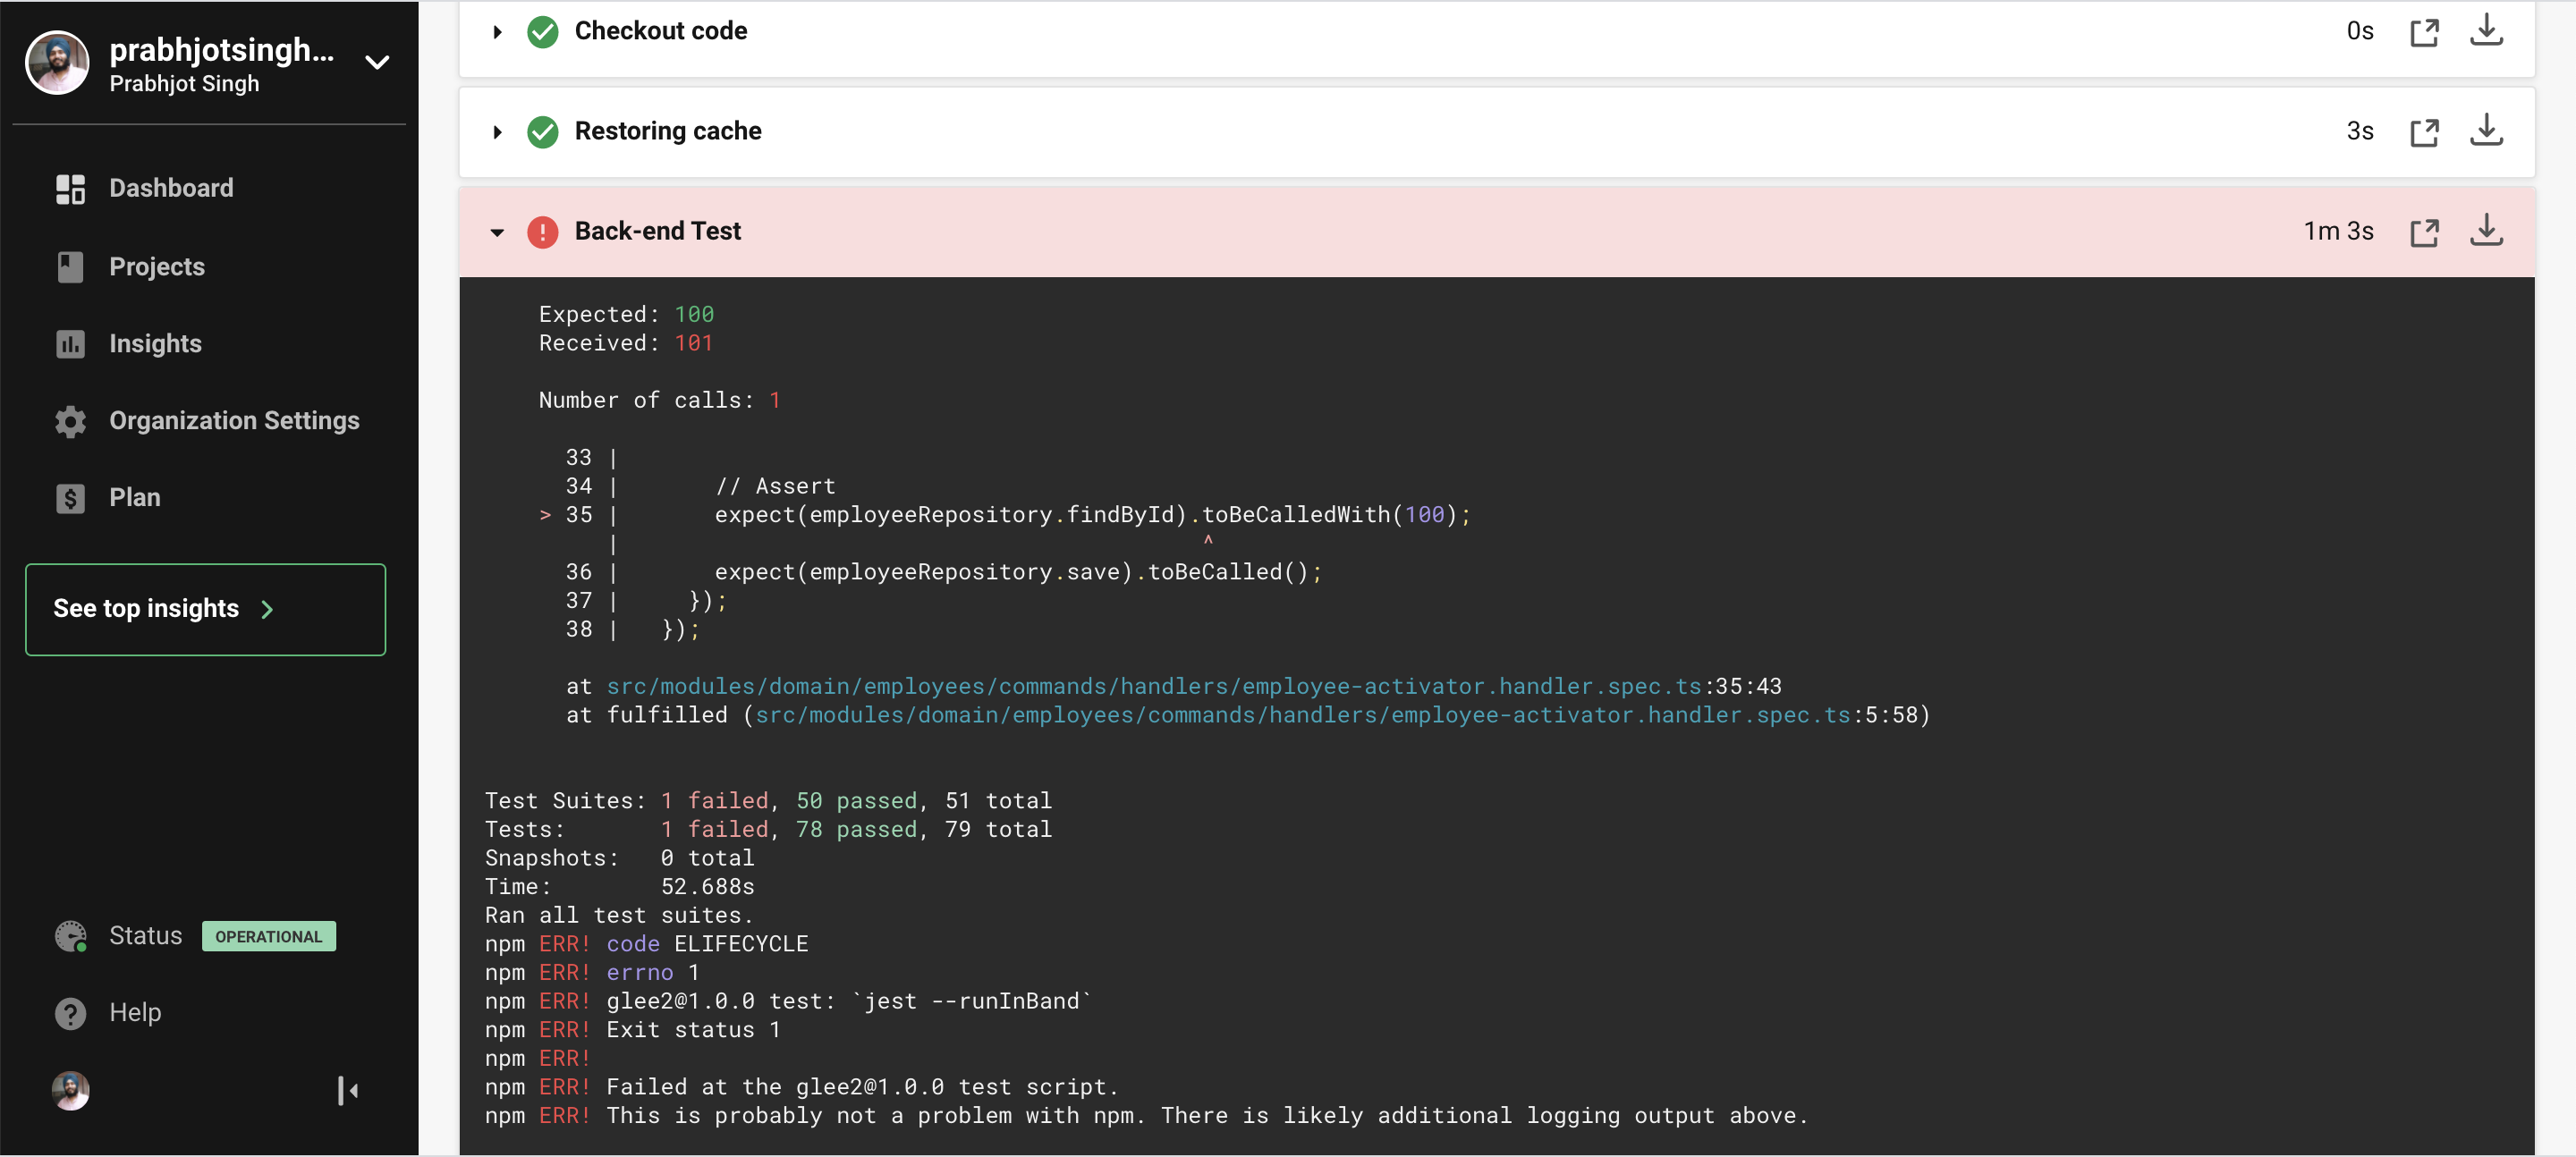 prabhjotsingh...
Prabhjot Singh
Dashboard
Projects
Insights
Organization Settings
Plan
See top insights
Status OPERATIONAL
Help
Checkout code 0s
Restoring cache 3s
Back-end Test 1m 3s
Expected: 100
Received: 101
Number of calls: 1
33 |
34 | // Assert
> 35 | expect(employeeRepository.findById).toBeCalledWith(100);
| ^
36 | expect(employeeRepository.save).toBeCalled();
37 | });
38 | });
at src/modules/domain/employees/commands/handlers/employee-activator.handler.spec.ts:35:43
at fulfilled (src/modules/domain/employees/commands/handlers/employee-activator.handler.spec.ts:5:58)
Test Suites: 1 failed, 50 passed, 51 total
Tests: 1 failed, 78 passed, 79 total
Snapshots: 0 total
Time: 52.688s
Ran all test suites.
npm ERR! code ELIFECYCLE
npm ERR! errno 1
npm ERR! glee2@1.0.0 test: `jest --runInBand`
npm ERR! Exit status 1
npm ERR!
npm ERR! Failed at the glee2@1.0.0 test script.
npm ERR! This is probably not a problem with npm. There is likely additional logging output above.